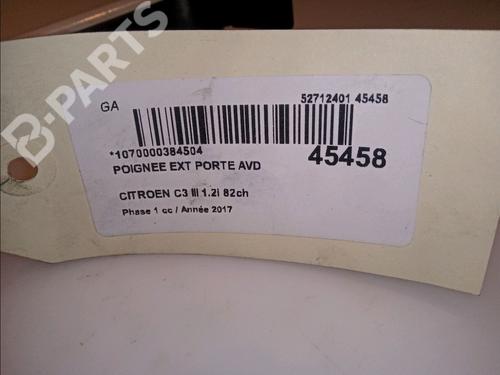 B-PARTS
GA
52712401 45458
*1070000384504
45458
POIGNEE EXT PORTE AVD
CITROEN C3 III 1.2i 82ch
Phase 1 cc / Année 2017